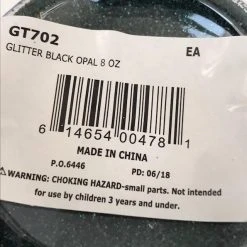 GT702
EA
GLITTER BLACK OPAL 8 OZ
6 14654 00478 1
MADE IN CHINA
P.O.6446 PD: 06/18
⚠ WARNING: CHOKING HAZARD-small parts. Not intended
for use by children 3 years and under.